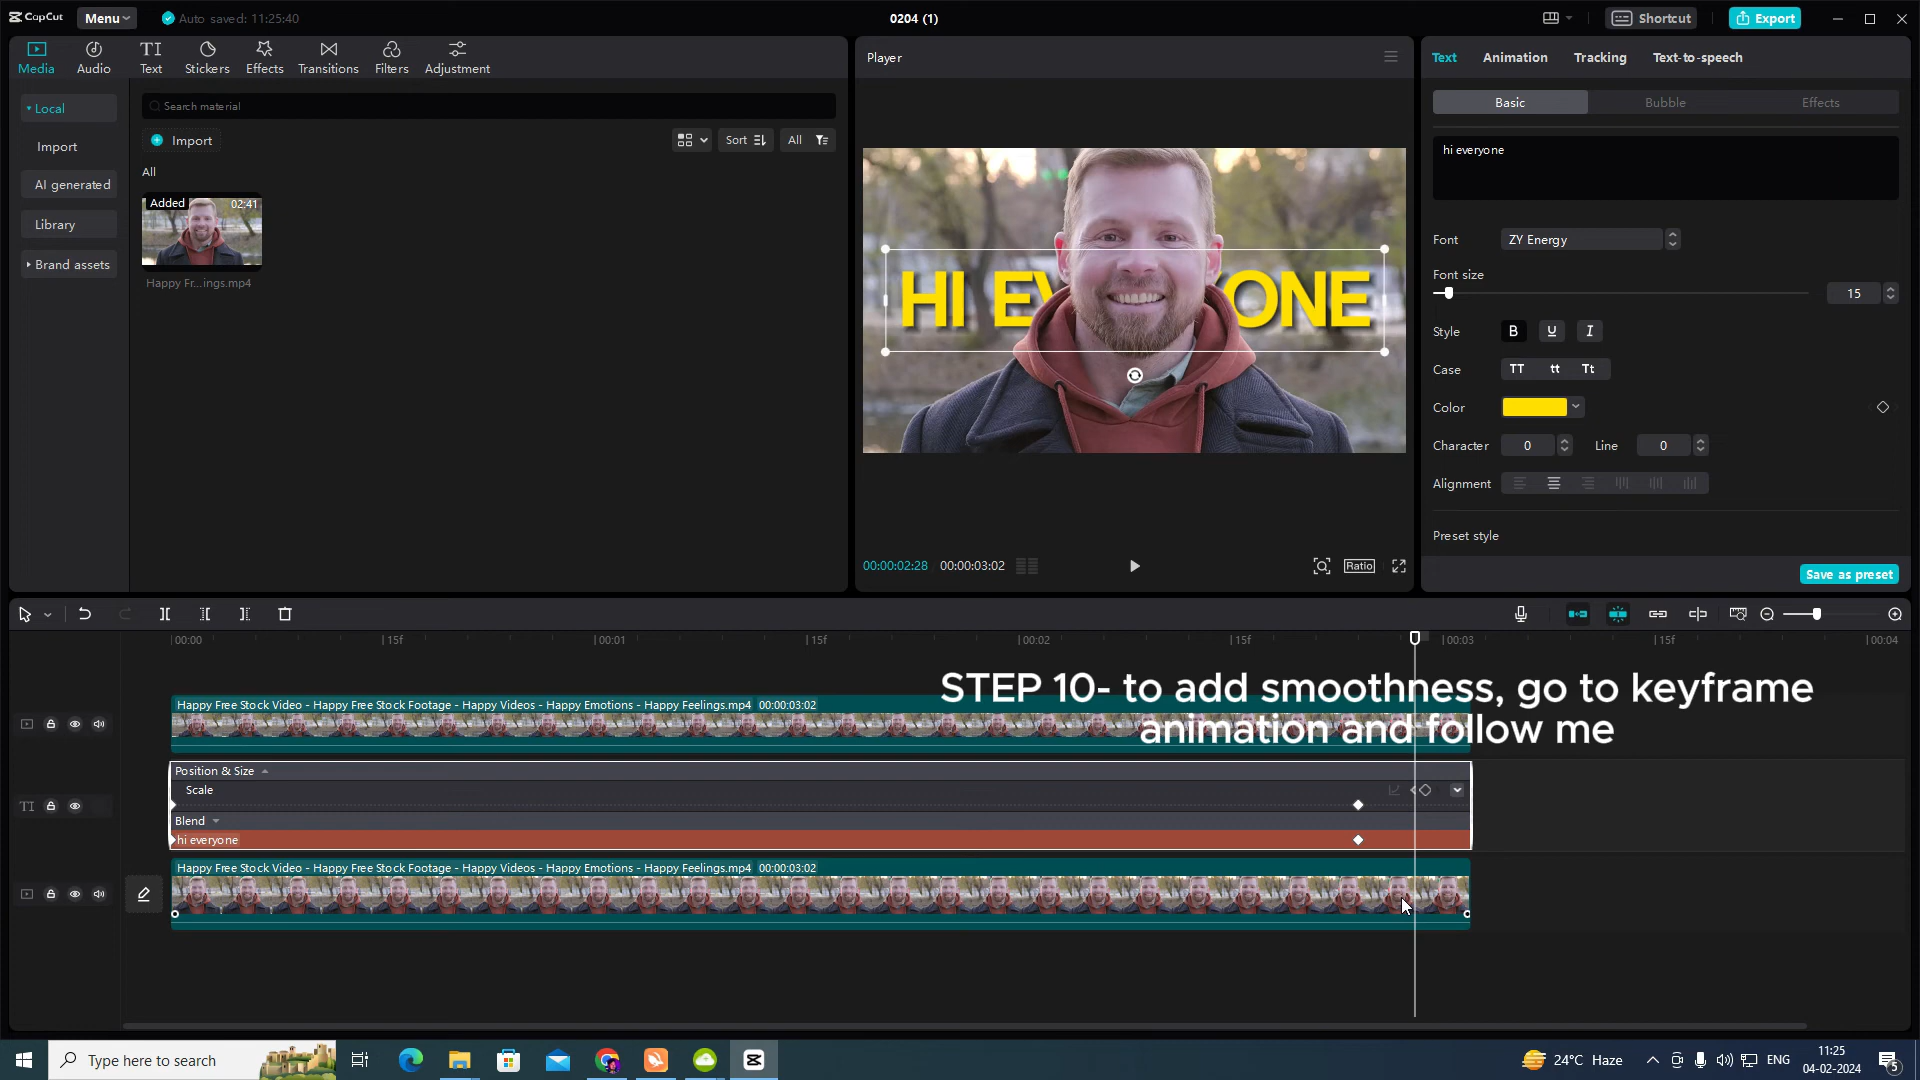 CapCut
Menu
Auto saved: 11:25:40
0204 (1)
Shortcut
Export
Media
Audio
TI
Text
Stickers
Effects
Transitions
Filters
Adjustment
Local
Import
AI generated
Library
Brand assets
Search material
Import
Sort
All
All
Added
02:41
Happy Fr...ings.mp4
Player
HI EV YONE
00:00:02:28
00:00:03:02
Ratio
Text
Animation
Tracking
Text-to-speech
Basic
Bubble
Effects
hi everyone
Font
ZY Energy
Font size
15
Style
B
U
I
Case
TT
tt
Tt
Color
Character
0
Line
0
Alignment
Preset style
Save as preset
00:00
15f
00:01
15f
00:02
15f
00:03
15f
00:04
STEP 10- to add smoothness, go to keyframe
animation and follow me
Happy Free Stock Video - Happy Free Stock Footage - Happy Videos - Happy Emotions - Happy Feelings.mp4 00:00:03:02
Position & Size
Scale
TI
Blend
hi everyone
Happy Free Stock Video - Happy Free Stock Footage - Happy Videos - Happy Emotions - Happy Feelings.mp4 00:00:03:02
Type here to search
24°C Haze
ENG
11:25
04-02-2024
5